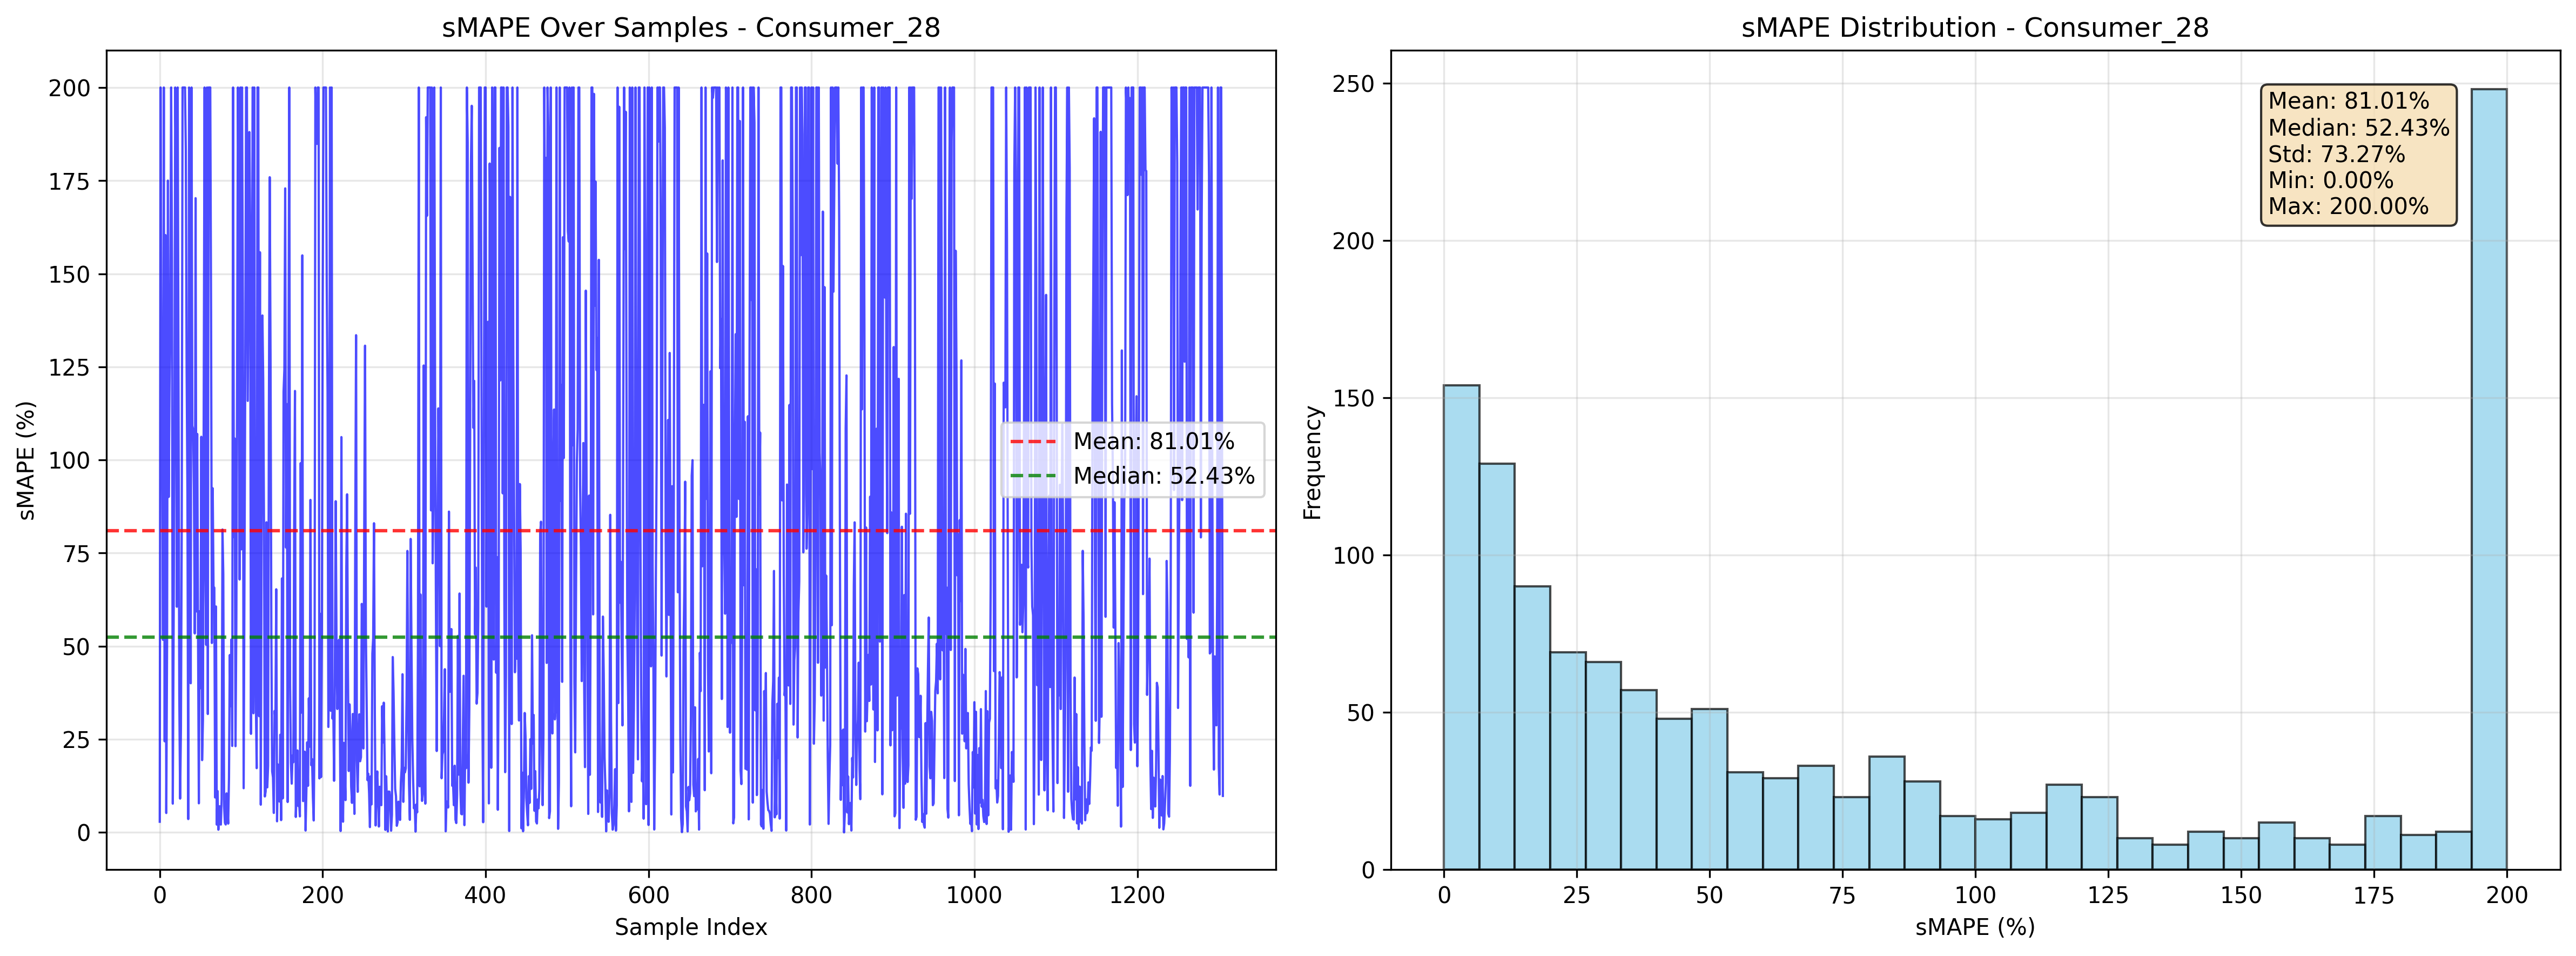 sMAPE Over Samples - Consumer_28
sMAPE (%)
200
175
150
125
100
75
50
25
0
Mean: 81.01%
Median: 52.43%
0 200 400 600 800 1000 1200
Sample Index
sMAPE Distribution - Consumer_28
Frequency
250
200
150
100
50
0
Mean: 81.01%
Median: 52.43%
Std: 73.27%
Min: 0.00%
Max: 200.00%
0 25 50 75 100 125 150 175 200
sMAPE (%)